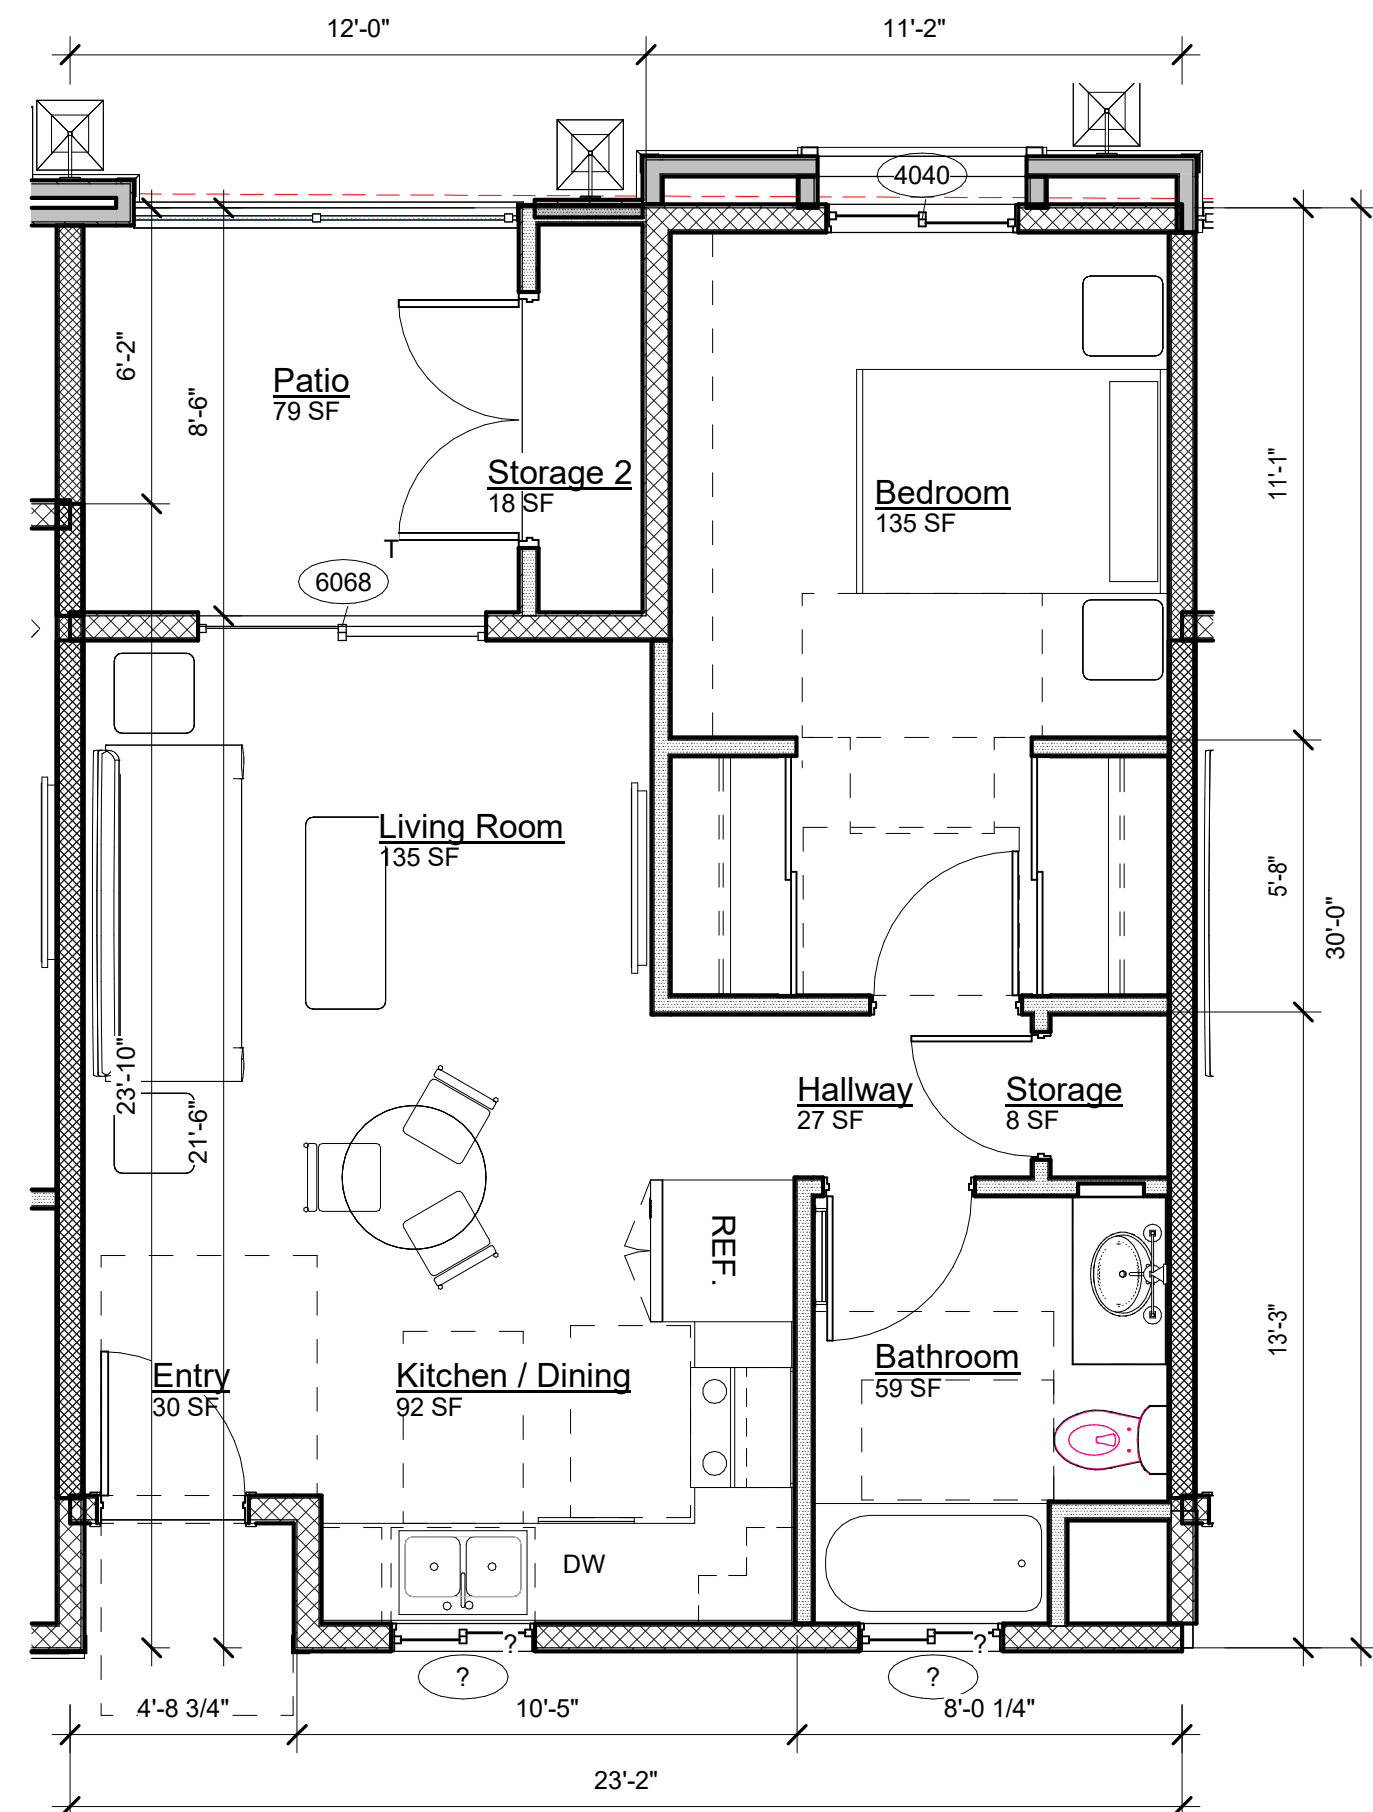 12'-0"
11'-2"
4040
6'-2"
8'-6"
Patio
79 SF
Storage 2
18 SF
Bedroom
135 SF
11'-1"
T
6068
Living Room
135 SF
5'-8"
30'-0"
23'-10"
21'-6"
Hallway
27 SF
Storage
8 SF
REF.
13'-3"
Entry
30 SF
Kitchen / Dining
92 SF
Bathroom
59 SF
DW
?
?
?
?
4'-8 3/4"
10'-5"
8'-0 1/4"
23'-2"